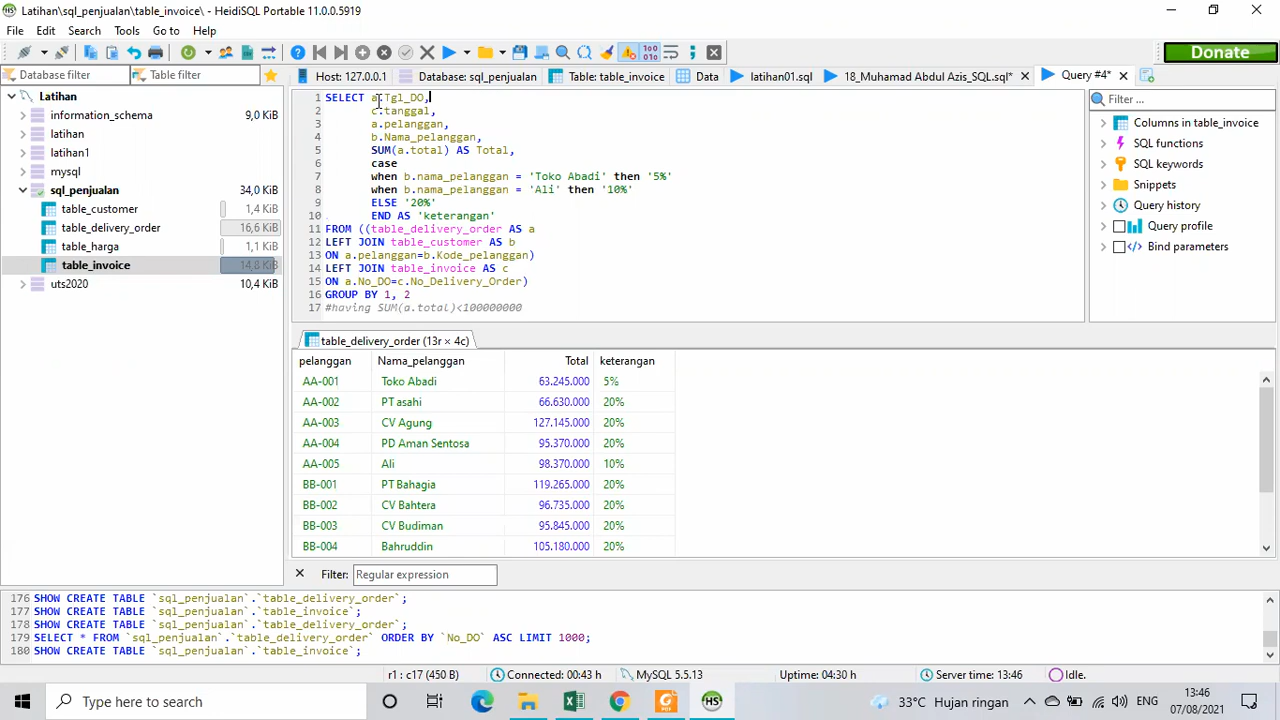 Latihan\sql_penjualan\table_invoice\ - HeidiSQL Portable 11.0.0.5919
File Edit Search Tools Go to Help
Donate
Database filter Table filter
Host: 127.0.0.1 Database: sql_penjualan Table: table_invoice Data latihan01.sql 18_Muhmad Abdul Azis_SQL.sql* Query #4*
Latihan
information_schema 9,0 KiB
latihan
latihan1
mysql
sql_penjualan 34,0 KiB
table_customer 1,4 KiB
table_delivery_order 16,6 KiB
table_harga 1,1 KiB
table_invoice 14,8 KiB
uts2020 10,4 KiB
1 SELECT a.Tgl_DO,
2 c.tanggal,
3 a.pelanggan,
4 b.Nama_pelanggan,
5 SUM(a.total) AS Total,
6 case
7 when b.nama_pelanggan = 'Toko Abadi' then '5%'
8 when b.nama_pelanggan = 'Ali' then '10%'
9 ELSE '20%'
10 END AS 'keterangan'
11 FROM ((table_delivery_order AS a
12 LEFT JOIN table_customer AS b
13 ON a.pelanggan=b.Kode_pelanggan)
14 LEFT JOIN table_invoice AS c
15 ON a.No_DO=c.No_Delivery_Order)
16 GROUP BY 1, 2
17 #having SUM(a.total)<100000000
Filter ...
Columns in table_invoice
SQL functions
SQL keywords
Snippets
Query history
Query profile
Bind parameters
table_delivery_order (13r × 4c)
pelanggan Nama_pelanggan Total keterangan
AA-001 Toko Abadi 63.245.000 5%
AA-002 PT asahi 66.630.000 20%
AA-003 CV Agung 127.145.000 20%
AA-004 PD Aman Sentosa 95.370.000 20%
AA-005 Ali 98.370.000 10%
BB-001 PT Bahagia 119.265.000 20%
BB-002 CV Bahtera 96.735.000 20%
BB-003 CV Budiman 95.845.000 20%
BB-004 Bahruddin 105.180.000 20%
Filter: Regular expression
176 SHOW CREATE TABLE `sql_penjualan`.`table_delivery_order`;
177 SHOW CREATE TABLE `sql_penjualan`.`table_invoice`;
178 SHOW CREATE TABLE `sql_penjualan`.`table_delivery_order`;
179 SELECT * FROM `sql_penjualan`.`table_delivery_order` ORDER BY `No_DO` ASC LIMIT 1000;
180 SHOW CREATE TABLE `sql_penjualan`.`table_invoice`;
r1 : c17 (450 B) Connected: 00:43 h MySQL 5.5.13 Uptime: 04:30 h Server time: 13:46 Idle.
Type here to search
33°C Hujan ringan ENG 13:46
07/08/2021